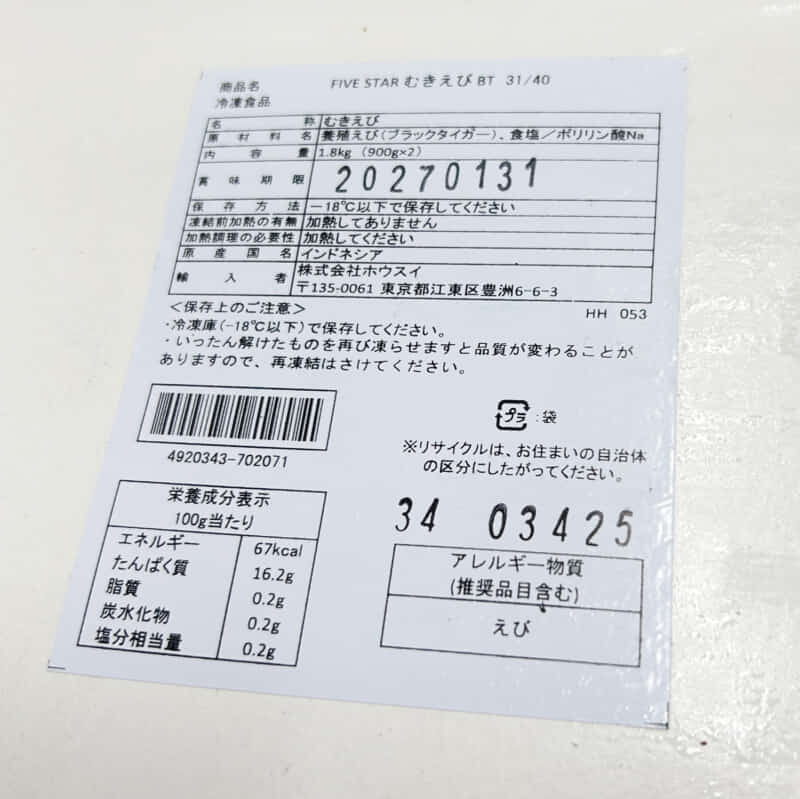 商品名 FIVE STAR むきえび BT 31/40
冷凍食品
名称 むきえび
原材料名 養殖えび(ブラックタイガー)、食塩/ポリリン酸Na
内容量 1.8kg (900g×2)
賞味期限 20270131
保存方法 −18℃以下で保存してください
凍結前加熱の有無 加熱してありません
加熱調理の必要性 加熱してください
原産国名 インドネシア
輸入者 株式会社ホウスイ
〒135-0061 東京都江東区豊洲6-6-3
<保存上のご注意> HH 053
・冷凍庫(-18℃以下)で保存してください。
・いったん解けたものを再び凍らせますと品質が変わることが
ありますので、再凍結はさけてください。
プラ :袋
4920343-702071
※リサイクルは、お住まいの自治体
の区分にしたがってください。
栄養成分表示
100g当たり
エネルギー 67kcal
たんぱく質 16.2g
脂質 0.2g
炭水化物 0.2g
塩分相当量 0.2g
34 03425
アレルギー物質
(推奨品目含む)
えび